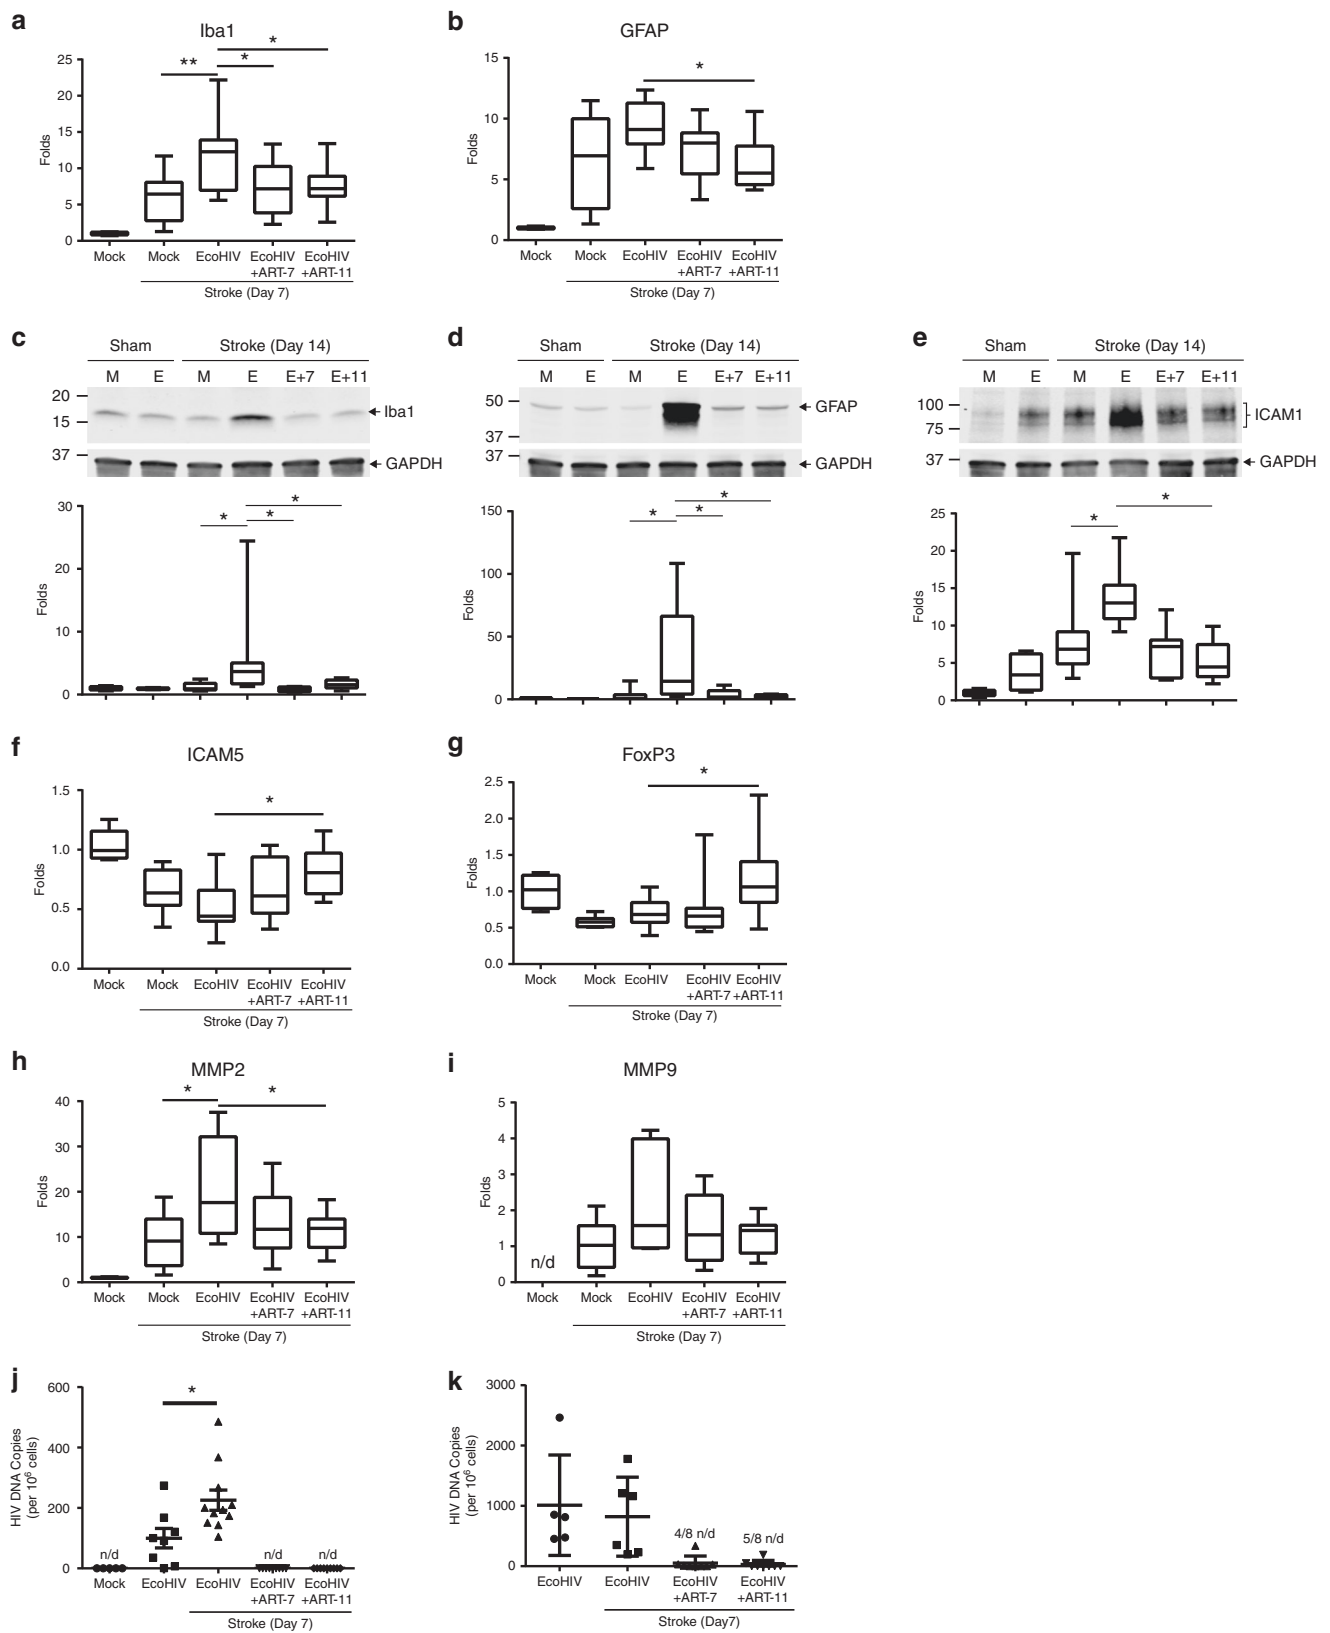 a
Iba1
**
*
*
Folds
25
20
15
10
5
0
Mock
Mock
EcoHIV
EcoHIV
+ART-7
EcoHIV
+ART-11
Stroke (Day 7)
b
GFAP
*
Folds
15
10
5
0
Mock
Mock
EcoHIV
EcoHIV
+ART-7
EcoHIV
+ART-11
Stroke (Day 7)
c
Sham
Stroke (Day 14)
M E M E E+7 E+11
20
15
Iba1
37
GAPDH
*
*
*
Folds
30
20
10
0
d
Sham
Stroke (Day 14)
M E M E E+7 E+11
50
37
GFAP
37
GAPDH
*
*
*
Folds
150
100
50
0
e
Sham
Stroke (Day 14)
M E M E E+7 E+11
100
75
ICAM1
37
GAPDH
*
*
Folds
25
20
15
10
5
0
f
ICAM5
*
Folds
1.5
1.0
0.5
0.0
Mock
Mock
EcoHIV
EcoHIV
+ART-7
EcoHIV
+ART-11
Stroke (Day 7)
g
FoxP3
*
Folds
2.5
2.0
1.5
1.0
0.5
0.0
Mock
Mock
EcoHIV
EcoHIV
+ART-7
EcoHIV
+ART-11
Stroke (Day 7)
h
MMP2
*
*
Folds
40
30
20
10
0
Mock
Mock
EcoHIV
EcoHIV
+ART-7
EcoHIV
+ART-11
Stroke (Day 7)
i
MMP9
Folds
5
4
3
2
1
0
n/d
Mock
Mock
EcoHIV
EcoHIV
+ART-7
EcoHIV
+ART-11
Stroke (Day 7)
j
*
HIV DNA Copies
(per 10⁶ cells)
600
400
200
0
n/d
n/d
n/d
Mock
EcoHIV
EcoHIV
EcoHIV
+ART-7
EcoHIV
+ART-11
Stroke (Day 7)
k
HIV DNA Copies
(per 10⁶ cells)
3000
2000
1000
0
4/8 n/d
5/8 n/d
EcoHIV
EcoHIV
EcoHIV
+ART-7
EcoHIV
+ART-11
Stroke (Day7)